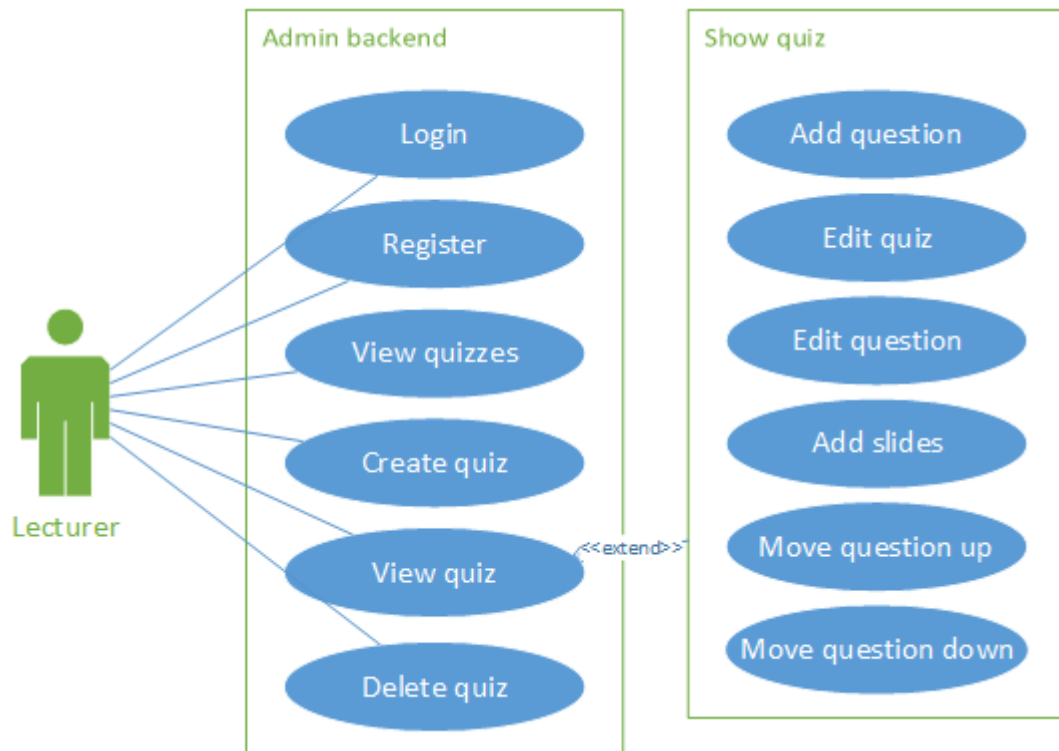 Admin backend
Login
Register
View quizzes
Create quiz
View quiz
Delete quiz
Lecturer
<<extend>>
Show quiz
Add question
Edit quiz
Edit question
Add slides
Move question up
Move question down